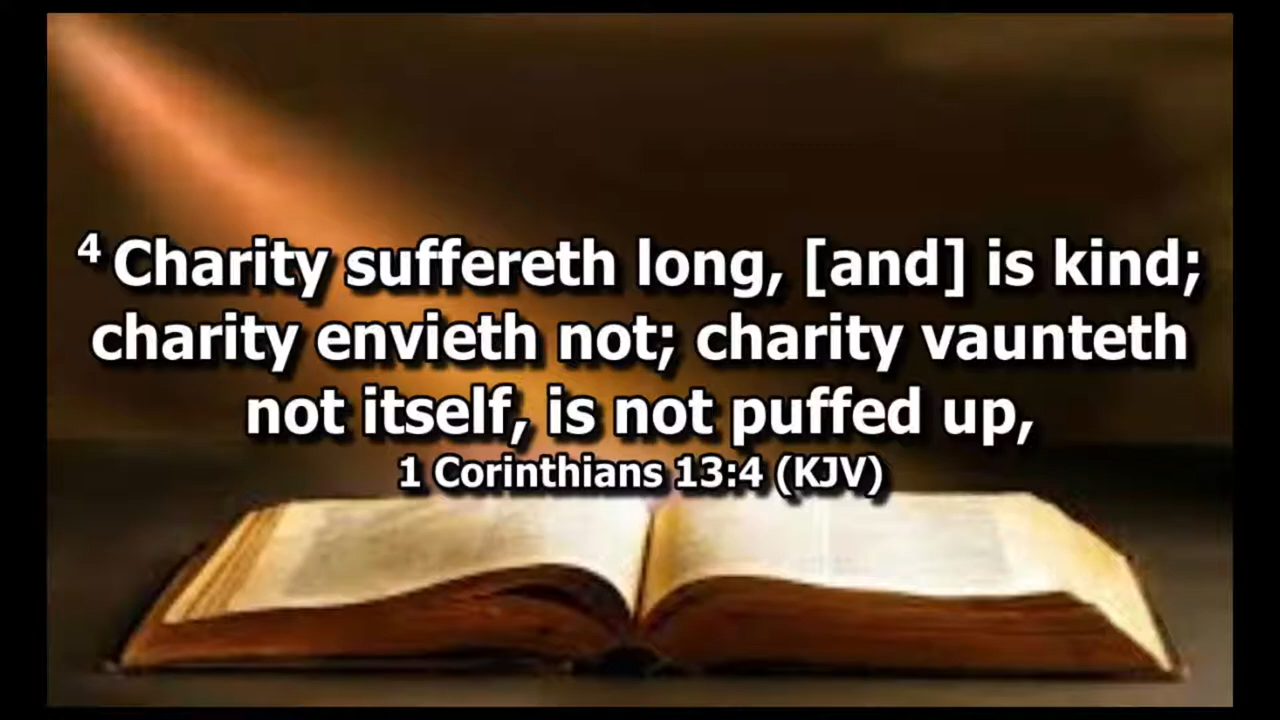 4 Charity suffereth long, [and] is kind;
charity envieth not; charity vaunteth
not itself, is not puffed up,
1 Corinthians 13:4 (KJV)